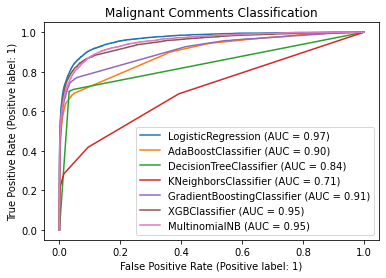 Malignant Comments Classification
True Positive Rate (Positive label: 1)
1.0
0.8
0.6
0.4
0.2
0.0
LogisticRegression (AUC = 0.97)
AdaBoostClassifier (AUC = 0.90)
DecisionTreeClassifier (AUC = 0.84)
KNeighborsClassifier (AUC = 0.71)
GradientBoostingClassifier (AUC = 0.91)
XGBClassifier (AUC = 0.95)
MultinomialNB (AUC = 0.95)
0.0 0.2 0.4 0.6 0.8 1.0
False Positive Rate (Positive label: 1)